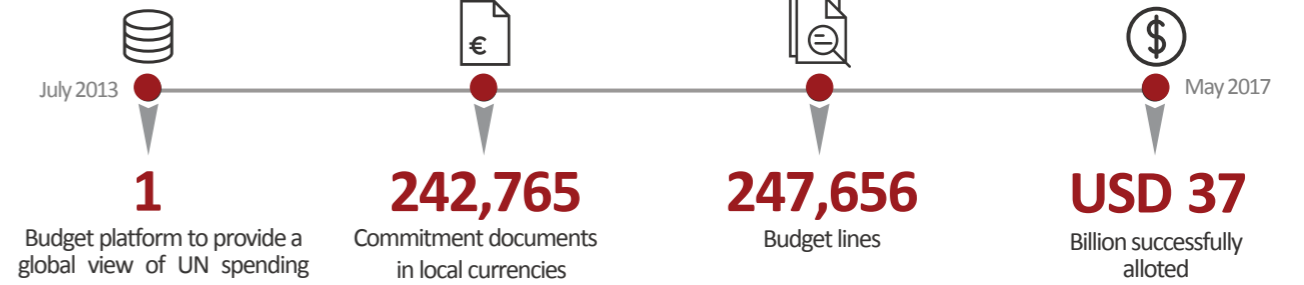 July 2013
May 2017
€
$
1
Budget platform to provide a
global view of UN spending
242,765
Commitment documents
in local currencies
247,656
Budget lines
USD 37
Billion successfully
alloted